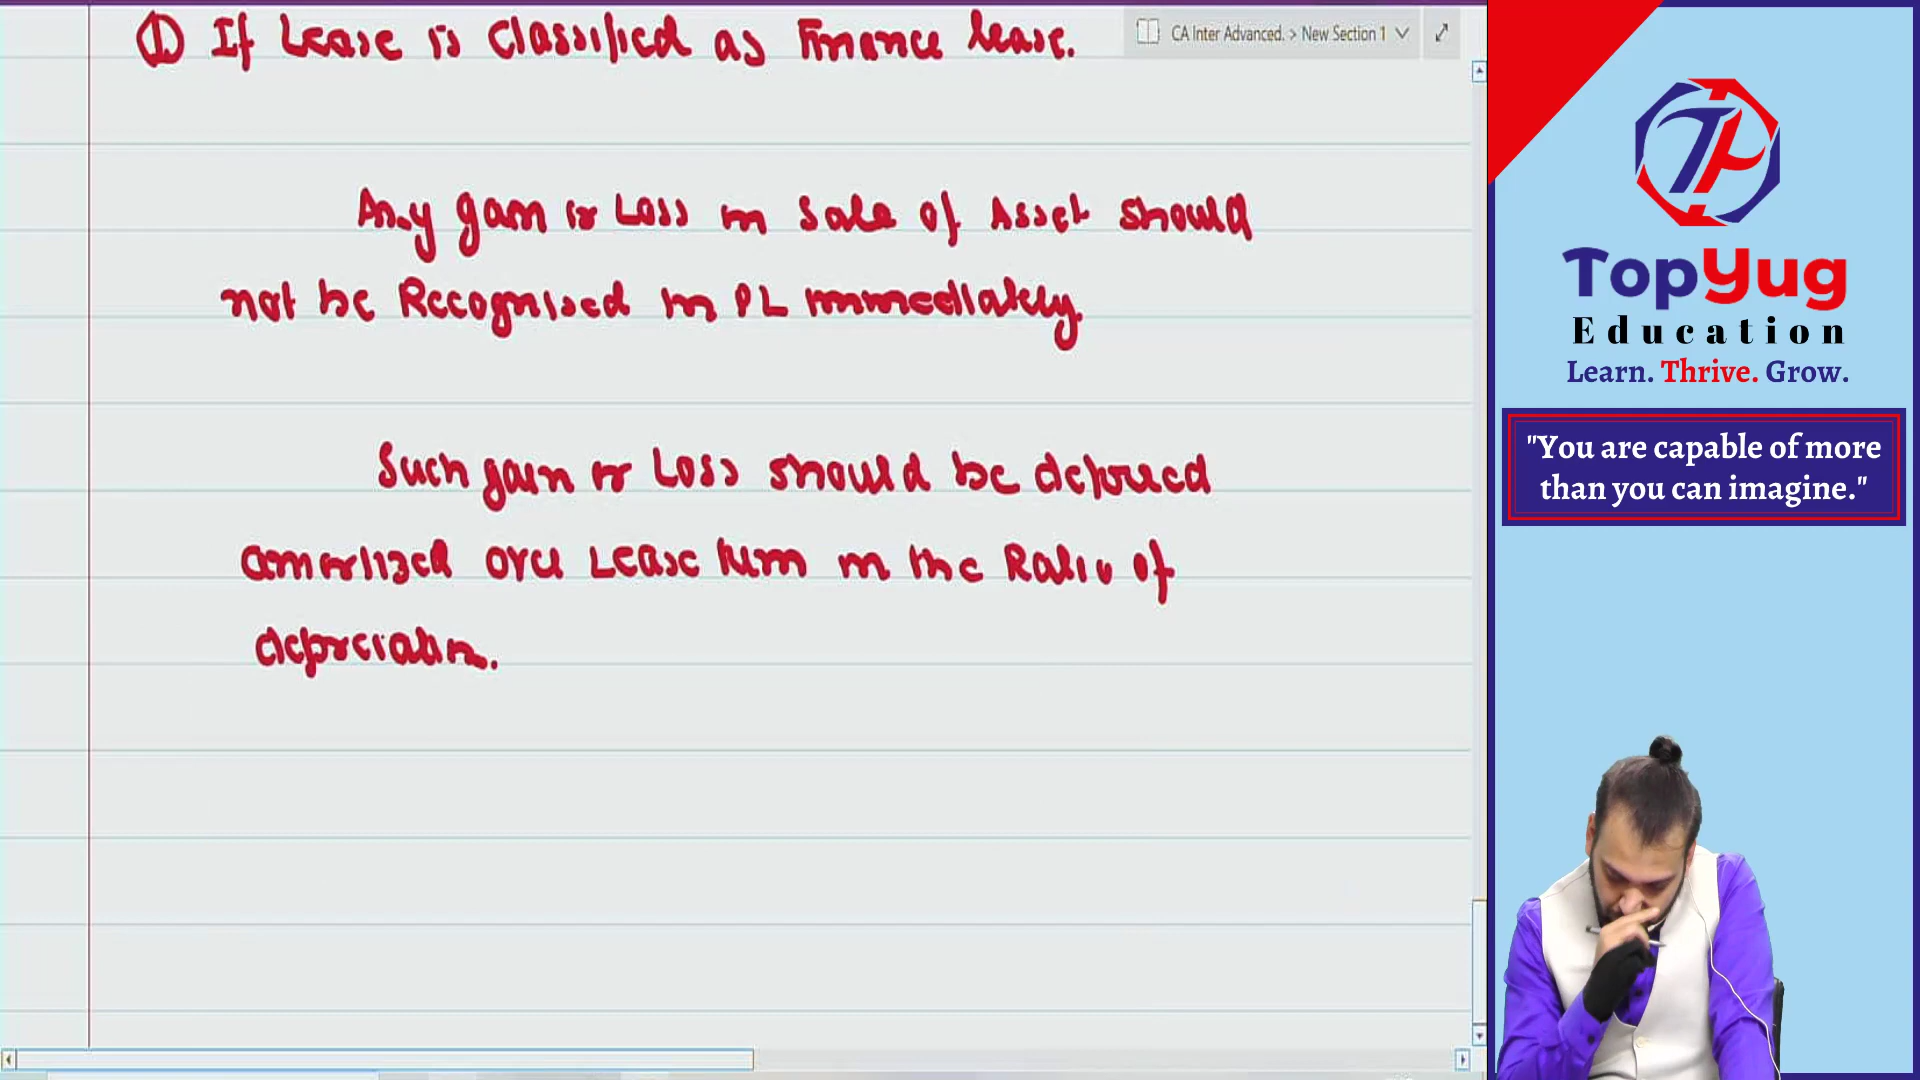 ① If Lease is Classified as Finance lease.
CA Inter Advanced. > New Section 1
Any gain or Loss on Sale of Asset should
not be Recognised in PL immediately.
Such gain or Loss should be deferred
amortized over Lease term in the Ratio of
depreciation.
TopYug
Education
Learn. Thrive. Grow.
"You are capable of more
than you can imagine."